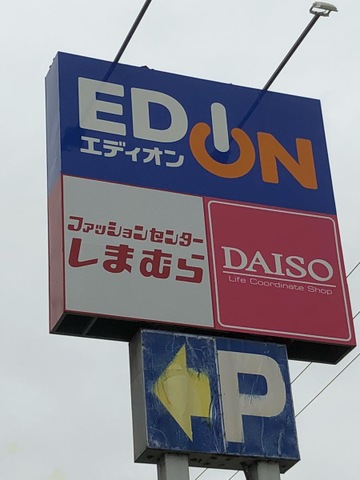 EDION
エディオン
ファッションセンター
しまむら
DAISO
Life Coordinate Shop
P